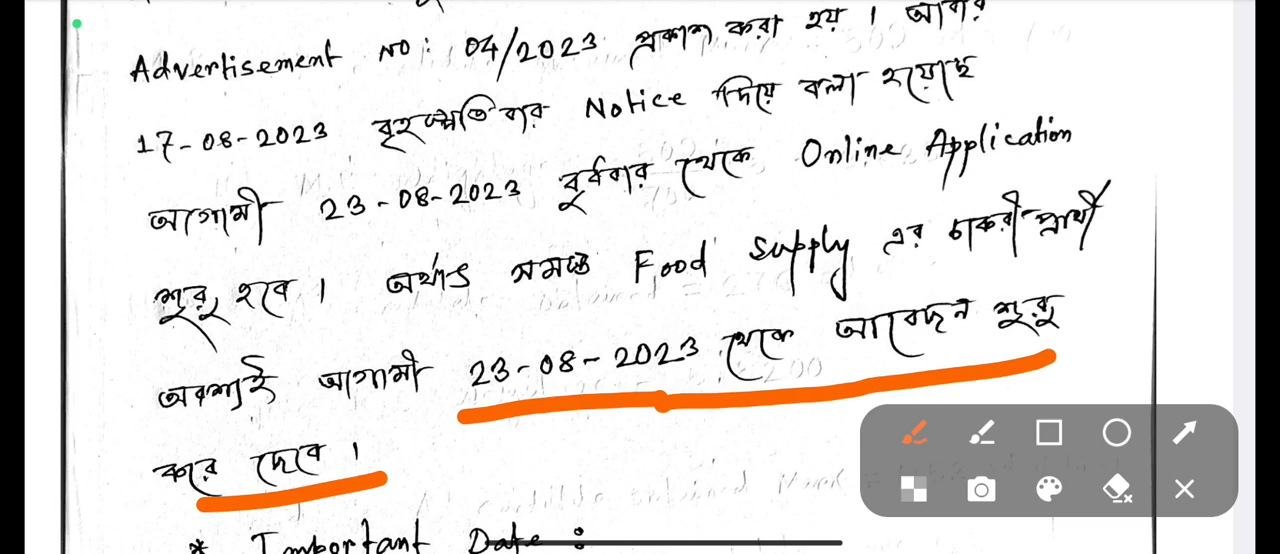 Advertisement NO: 04/2023 প্রকাশ করা হয় । আবার
17-08-2023 বৃহস্পতিবার Notice দিয়ে বলা হয়েছে
আগামী 23-08-2023 বুধবার থেকে Online Application
শুরু হবে । অর্থাৎ সমস্ত Food Supply এর চাকরী প্রার্থী
অবশ্যই আগামী 23-08-2023 থেকে আবেদন শুরু
করে দেবে ।
* Important Date :